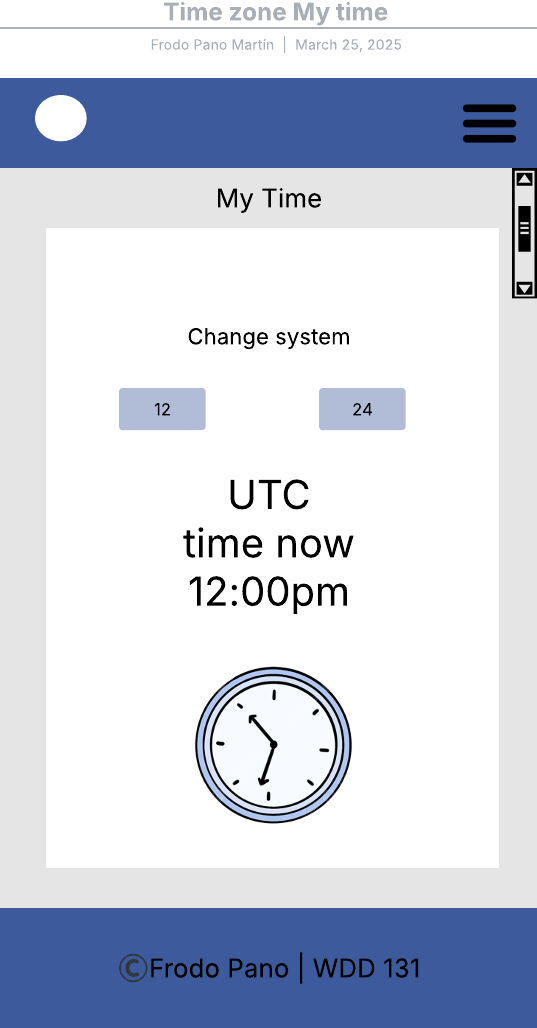 Time zone My time
Frodo Pano Martín | March 25, 2025
My Time
Change system
12
24
UTC
time now
12:00pm
©Frodo Pano | WDD 131